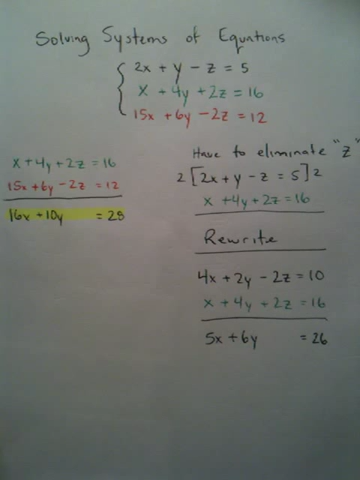 Solving Systems of Equations
2x + y - z = 5
x + 4y + 2z = 16
15x + 6y - 2z = 12
x + 4y + 2z = 16
15x + 6y - 2z = 12
16x + 10y = 28
Have to eliminate "z"
2 [2x + y - z = 5] 2
x + 4y + 2z = 16
Rewrite
4x + 2y - 2z = 10
x + 4y + 2z = 16
5x + 6y = 26